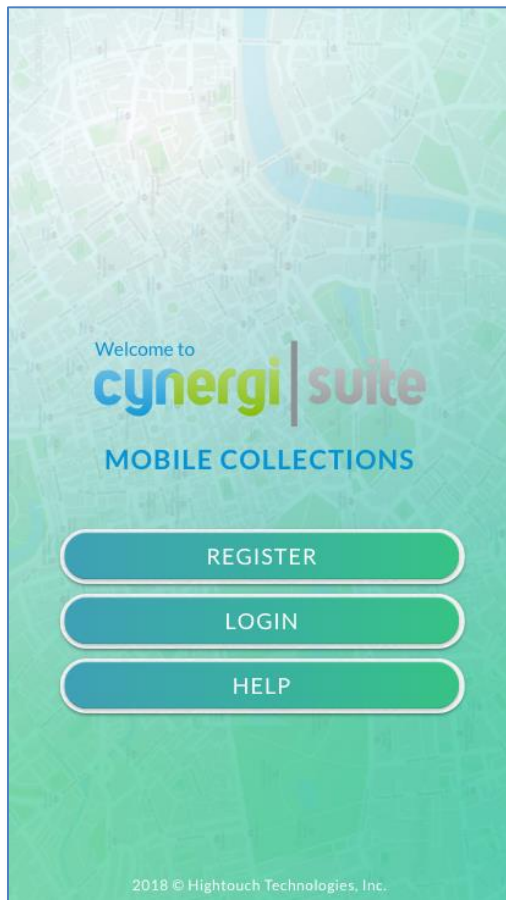 Welcome to
cynergi|suite
MOBILE COLLECTIONS
REGISTER
LOGIN
HELP
2018 © Hightouch Technologies, Inc.